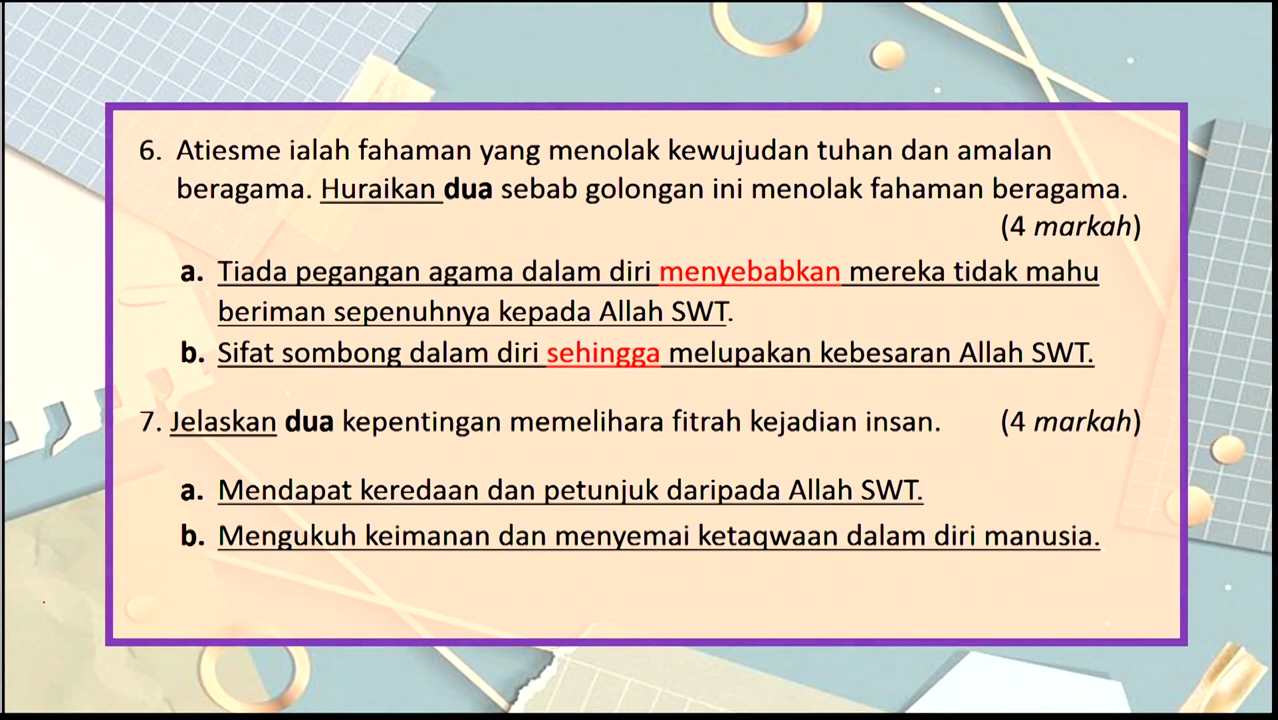 6. Atiesme ialah fahaman yang menolak kewujudan tuhan dan amalan
beragama. Huraikan dua sebab golongan ini menolak fahaman beragama.
(4 markah)
a. Tiada pegangan agama dalam diri menyebabkan mereka tidak mahu
beriman sepenuhnya kepada Allah SWT.
b. Sifat sombong dalam diri sehingga melupakan kebesaran Allah SWT.
7. Jelaskan dua kepentingan memelihara fitrah kejadian insan. (4 markah)
a. Mendapat keredaan dan petunjuk daripada Allah SWT.
b. Mengukuh keimanan dan menyemai ketaqwaan dalam diri manusia.